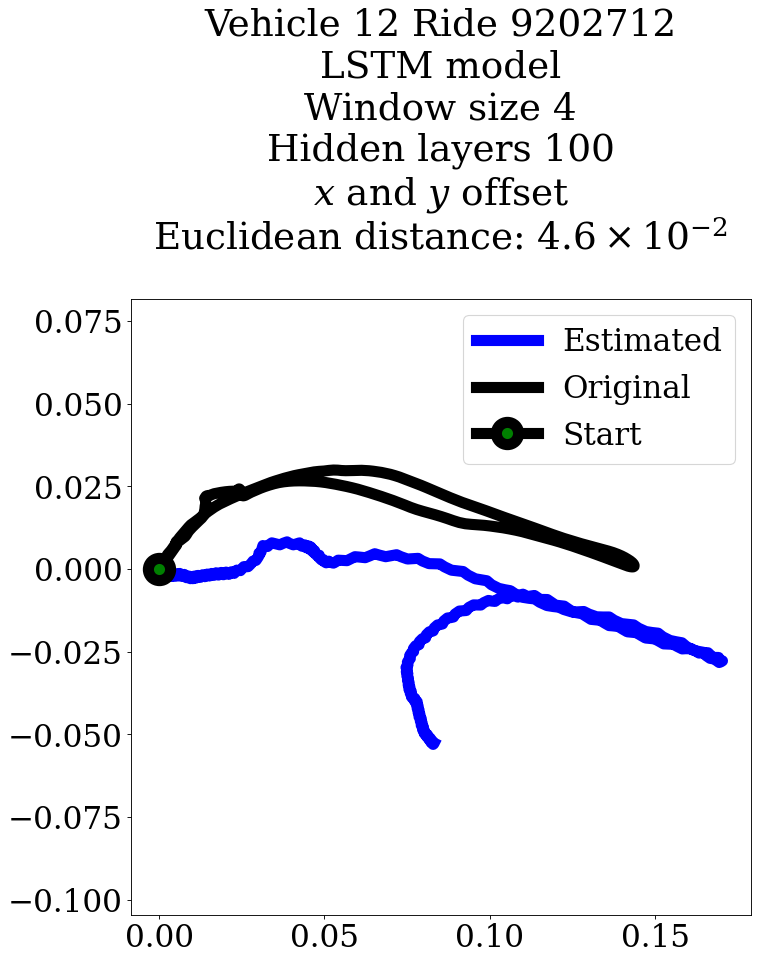 Vehicle 12 Ride 9202712
LSTM model
Window size 4
Hidden layers 100
x and y offset
Euclidean distance: 4.6 × 10⁻²
Estimated
Original
Start
0.075
0.050
0.025
0.000
−0.025
−0.050
−0.075
−0.100
0.00 0.05 0.10 0.15